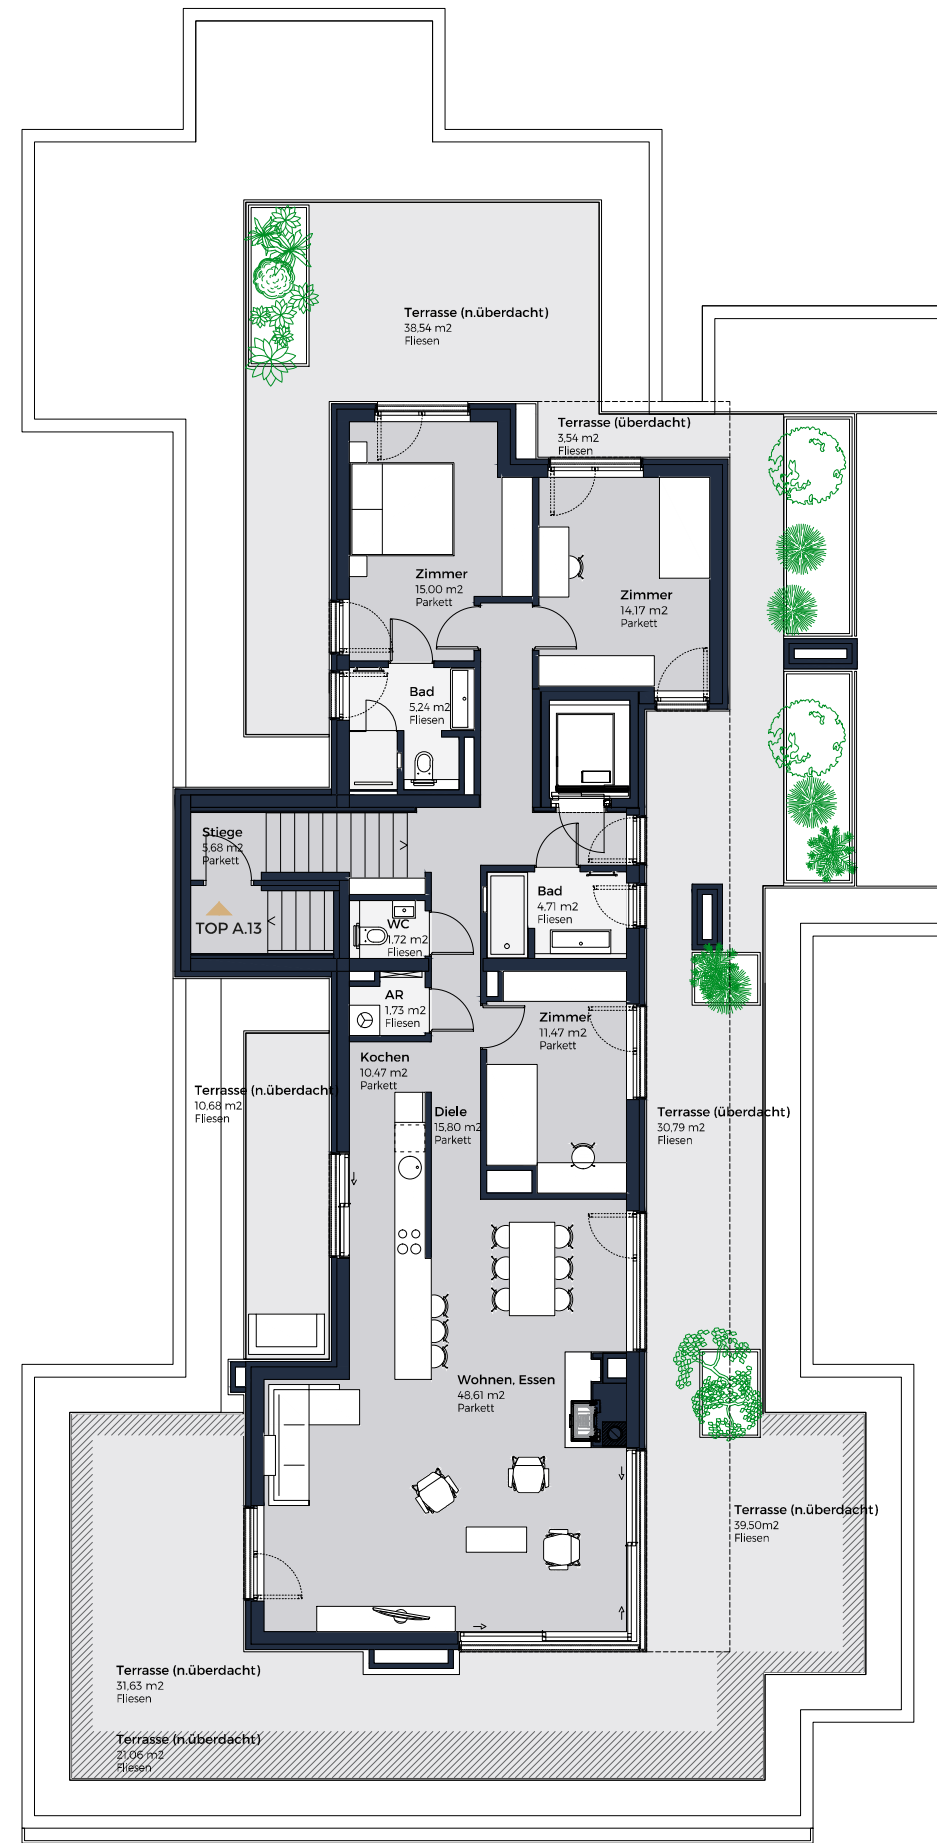 Terrasse (n.überdacht)
38,54 m2
Fliesen
Terrasse (überdacht)
3,54 m2
Fliesen
Zimmer
15,00 m2
Parkett
Zimmer
14,17 m2
Parkett
Bad
5,24 m2
Fliesen
Stiege
5,68 m2
Parkett
Bad
4,71 m2
Fliesen
TOP A.13
WC
1,72 m2
Fliesen
AR
1,73 m2
Fliesen
Zimmer
11,47 m2
Parkett
Kochen
10,47 m2
Parkett
Terrasse (n.überdacht)
10,68 m2
Fliesen
Diele
15,80 m2
Parkett
Terrasse (überdacht)
30,79 m2
Fliesen
Wohnen, Essen
48,61 m2
Parkett
Terrasse (n.überdacht)
39,50m2
Fliesen
Terrasse (n.überdacht)
31,63 m2
Fliesen
Terrasse (n.überdacht)
21,06 m2
Fliesen